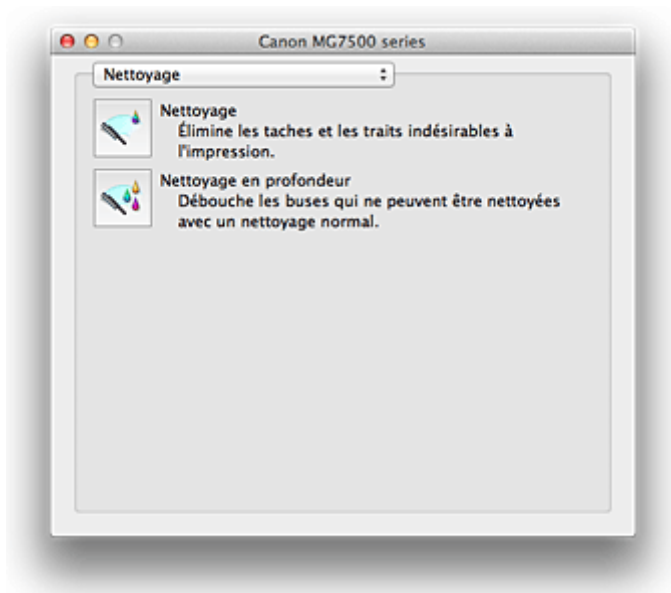 Canon MG7500 series
Nettoyage
Nettoyage
Élimine les taches et les traits indésirables à
l'impression.
Nettoyage en profondeur
Débouche les buses qui ne peuvent être nettoyées
avec un nettoyage normal.